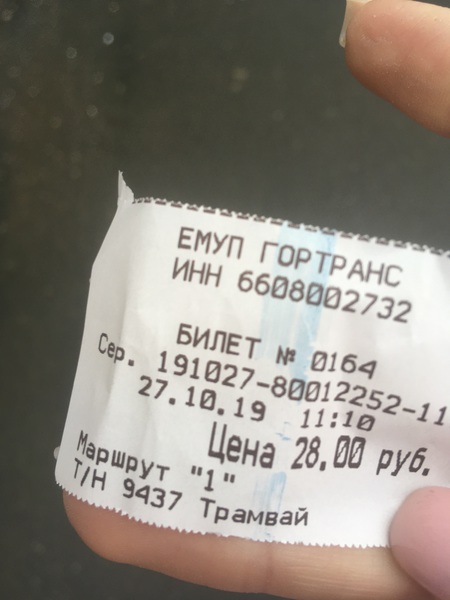 ЕМУП ГОРТРАНС
ИНН 6608002732
БИЛЕТ № 0164
Сер. 191027-80012252-11
27.10.19 11:10
Цена 28.00 руб.
Маршрут "1"
Т/Н 9437 Трамвай